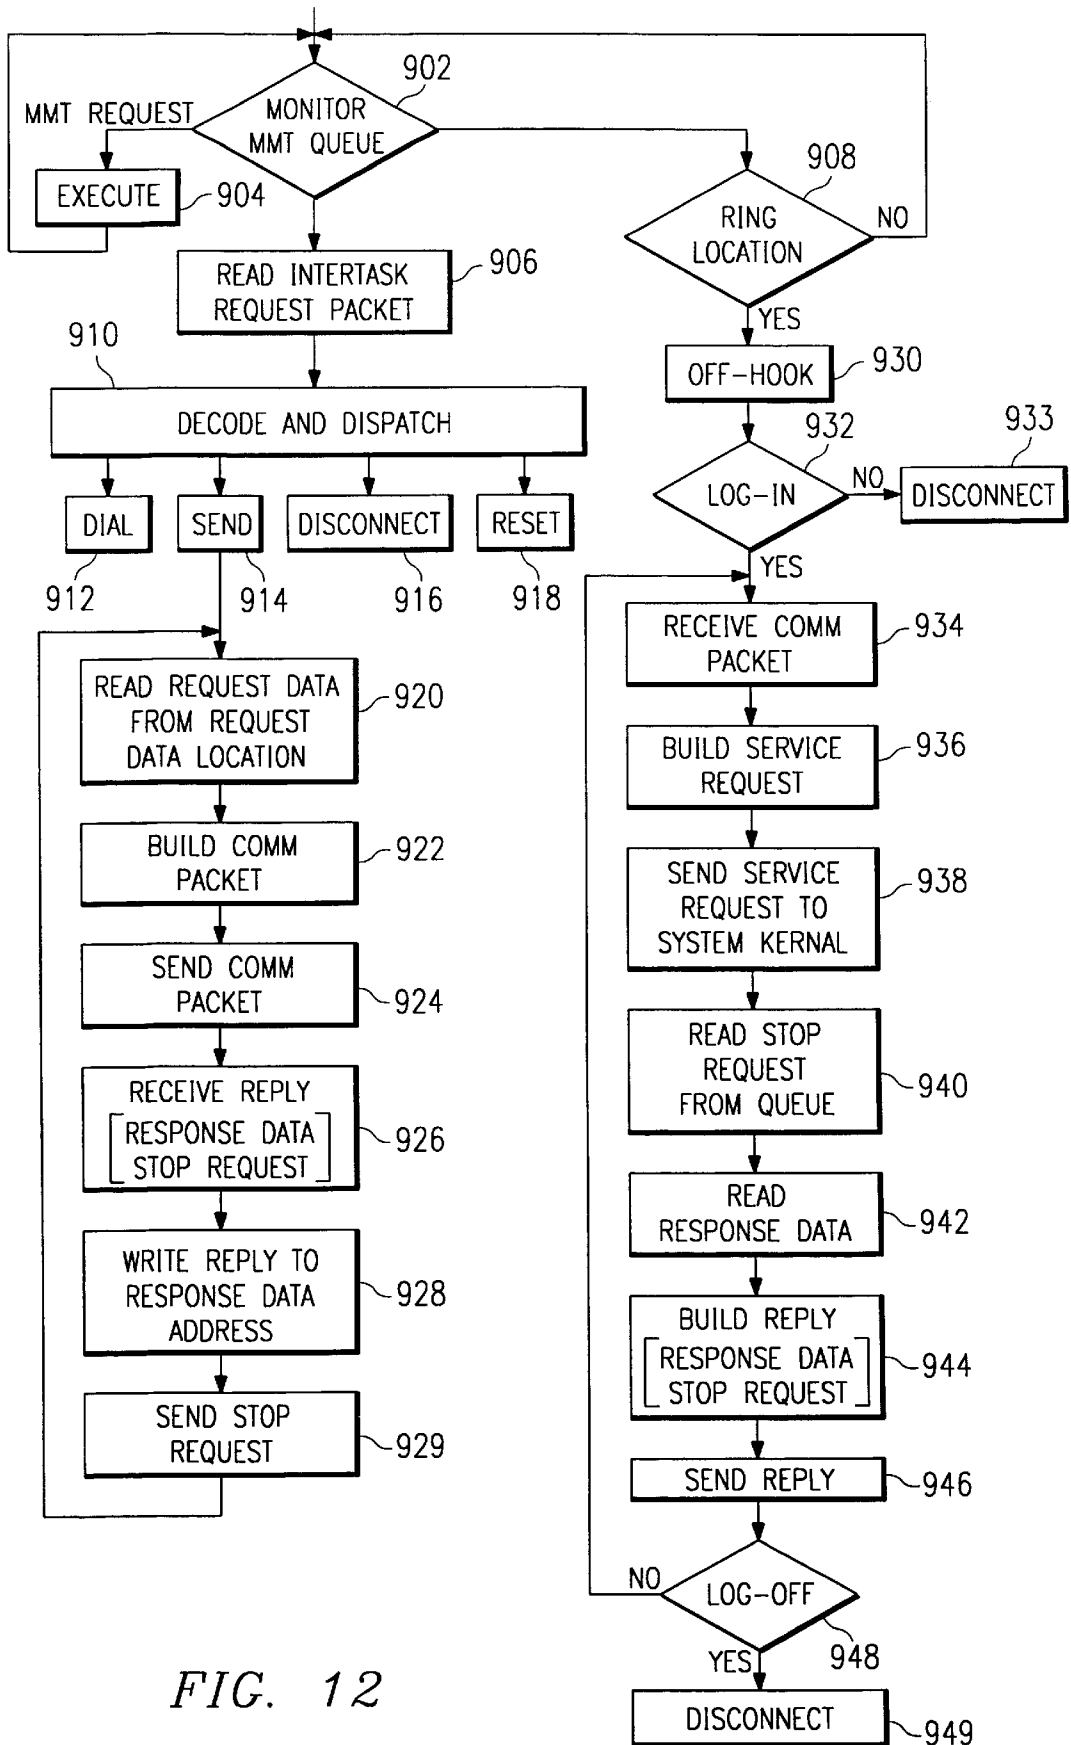 902
MMT REQUEST
MONITOR
MMT QUEUE
EXECUTE
904
908
RING
LOCATION
NO
YES
READ INTERTASK
REQUEST PACKET
906
910
DECODE AND DISPATCH
DIAL
912
SEND
914
DISCONNECT
916
RESET
918
READ REQUEST DATA
FROM REQUEST
DATA LOCATION
920
BUILD COMM
PACKET
922
SEND COMM
PACKET
924
RECEIVE REPLY
RESPONSE DATA
STOP REQUEST
926
WRITE REPLY TO
RESPONSE DATA
ADDRESS
928
SEND STOP
REQUEST
929
OFF-HOOK
930
932
LOG-IN
NO
933
DISCONNECT
YES
RECEIVE COMM
PACKET
934
BUILD SERVICE
REQUEST
936
SEND SERVICE
REQUEST TO
SYSTEM KERNAL
938
READ STOP
REQUEST
FROM QUEUE
940
READ
RESPONSE DATA
942
BUILD REPLY
RESPONSE DATA
STOP REQUEST
944
SEND REPLY
946
NO
LOG-OFF
948
YES
DISCONNECT
949
FIG. 12